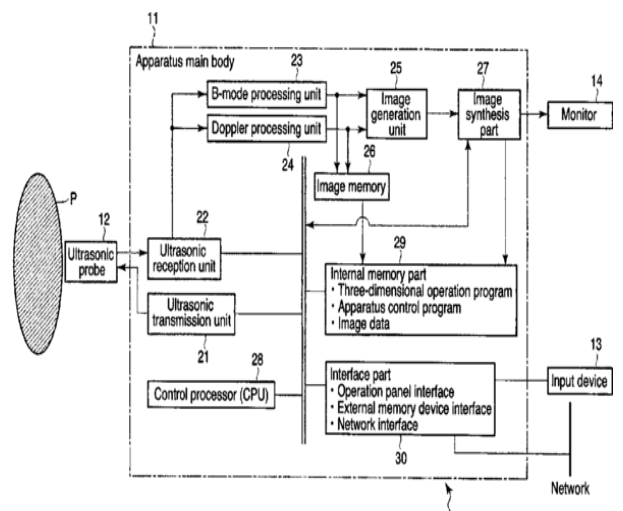 11
Apparatus main body
23
B-mode processing unit
Doppler processing unit
24
25
Image
generation
unit
27
Image
synthesis
part
14
Monitor
26
Image memory
P
12
Ultrasonic
probe
22
Ultrasonic
reception unit
Ultrasonic
transmission unit
21
29
Internal memory part
• Three-dimensional operation program
• Apparatus control program
• Image data
28
Control processor (CPU)
Interface part
• Operation panel interface
• External memory device interface
• Network interface
30
13
Input device
Network